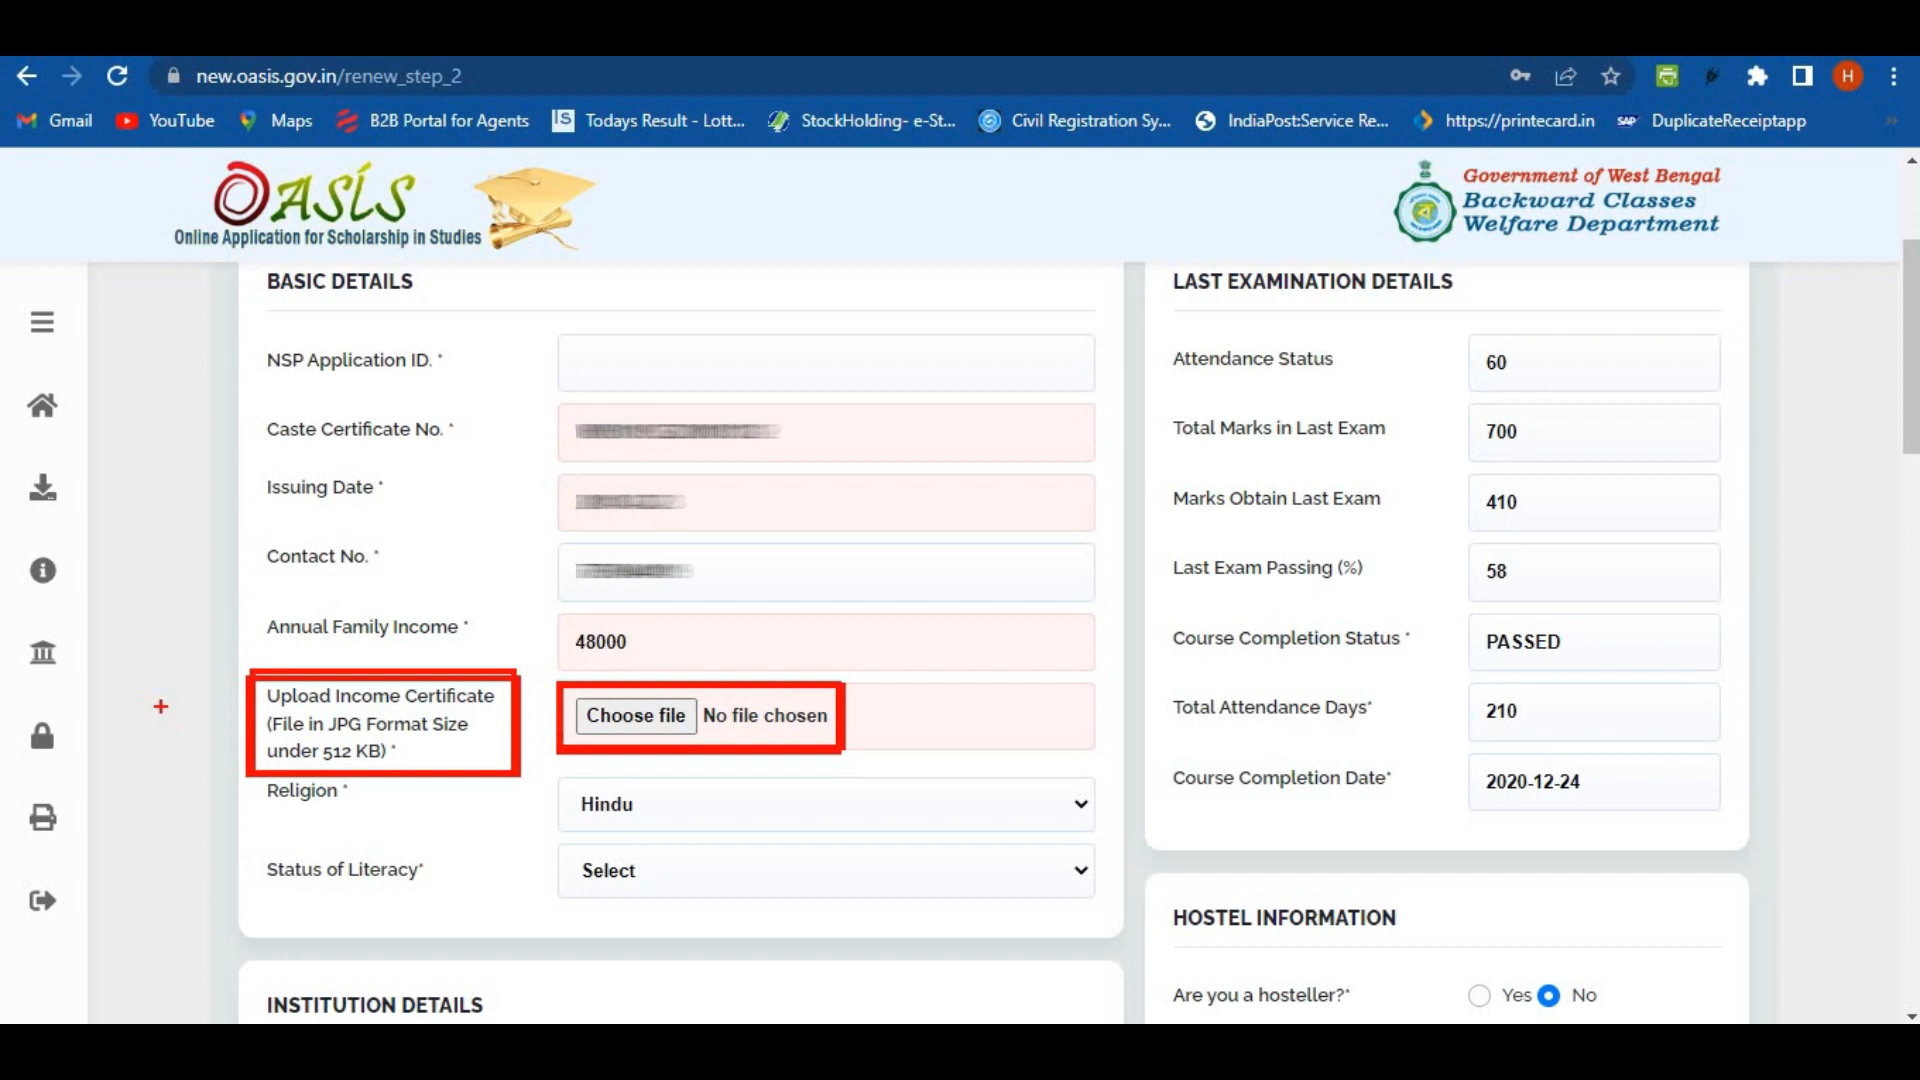 new.oasis.gov.in/renew_step_2
H
Gmail YouTube Maps B2B Portal for Agents Todays Result - Lott... StockHolding- e-St... Civil Registration Sy... IndiaPost:Service Re... https://printecard.in DuplicateReceiptapp
OASIS
Online Application for Scholarship in Studies
Government of West Bengal
Backward Classes
Welfare Department
BASIC DETAILS
NSP Application ID. *
Caste Certificate No. *
Issuing Date *
Contact No. *
Annual Family Income * 48000
Upload Income Certificate
(File in JPG Format Size
under 512 KB) *
Choose file No file chosen
Religion * Hindu
Status of Literacy* Select
INSTITUTION DETAILS
LAST EXAMINATION DETAILS
Attendance Status 60
Total Marks in Last Exam 700
Marks Obtain Last Exam 410
Last Exam Passing (%) 58
Course Completion Status * PASSED
Total Attendance Days* 210
Course Completion Date* 2020-12-24
HOSTEL INFORMATION
Are you a hosteller?* Yes No